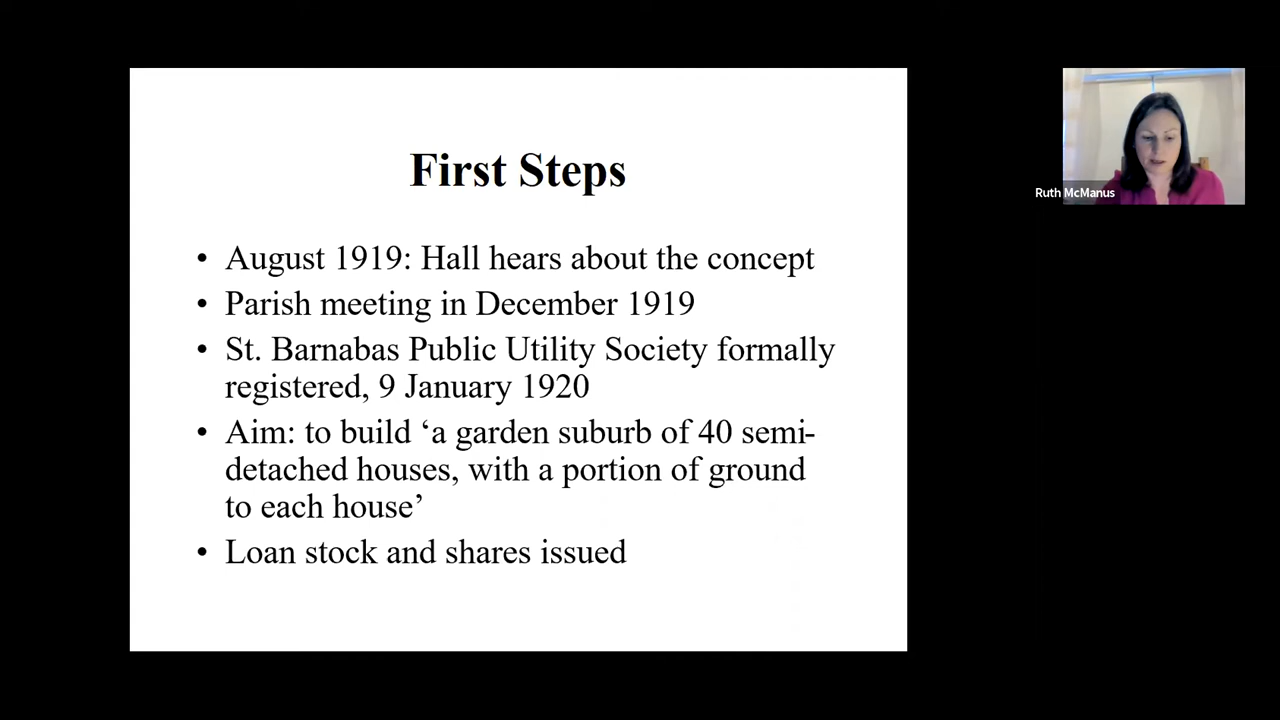 First Steps
• August 1919: Hall hears about the concept
• Parish meeting in December 1919
• St. Barnabas Public Utility Society formally
registered, 9 January 1920
• Aim: to build ‘a garden suburb of 40 semi-
detached houses, with a portion of ground
to each house’
• Loan stock and shares issued
Ruth McManus